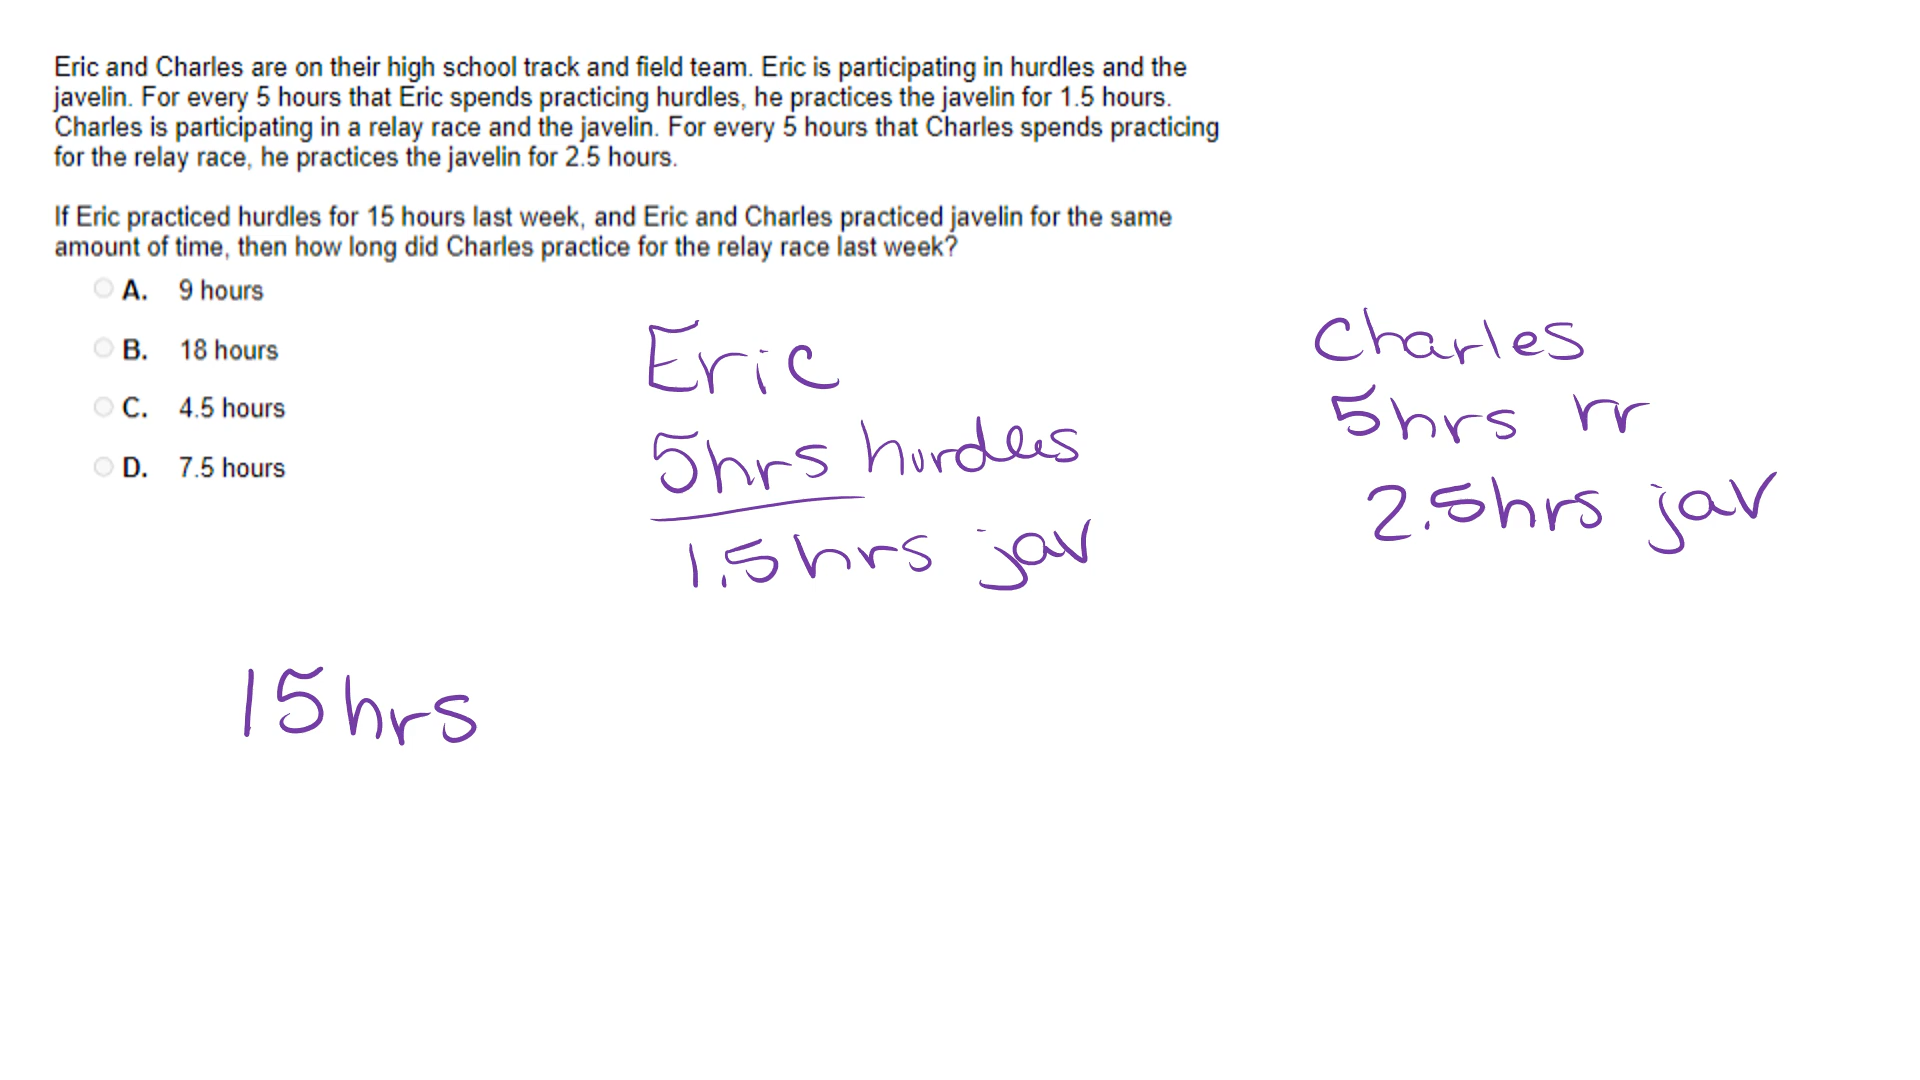 Eric and Charles are on their high school track and field team. Eric is participating in hurdles and the
javelin. For every 5 hours that Eric spends practicing hurdles, he practices the javelin for 1.5 hours.
Charles is participating in a relay race and the javelin. For every 5 hours that Charles spends practicing
for the relay race, he practices the javelin for 2.5 hours.
If Eric practiced hurdles for 15 hours last week, and Eric and Charles practiced javelin for the same
amount of time, then how long did Charles practice for the relay race last week?
A. 9 hours
B. 18 hours
C. 4.5 hours
D. 7.5 hours
Eric
5hrs hurdles
1.5hrs jav
Charles
5hrs rr
2.5hrs jav
15hrs